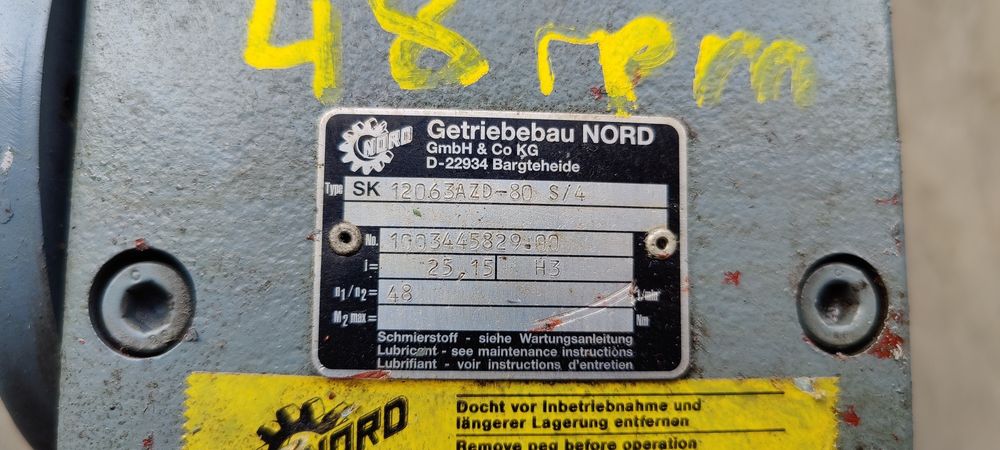 48 rpm
NORD
Getriebebau NORD
GmbH & Co KG
D-22934 Bargteheide
Type SK 12063AZD-80 S/4
No. 1003445829.00
i= 25,15 H3
n1/n2= 48 1/min
M2 max= Nm
Schmierstoff - siehe Wartungsanleitung
Lubricant - see maintenance instructions
Lubrifiant - voir instructions d'entretien
NORD
Docht vor Inbetriebnahme und
längerer Lagerung entfernen
Remove peg before operation